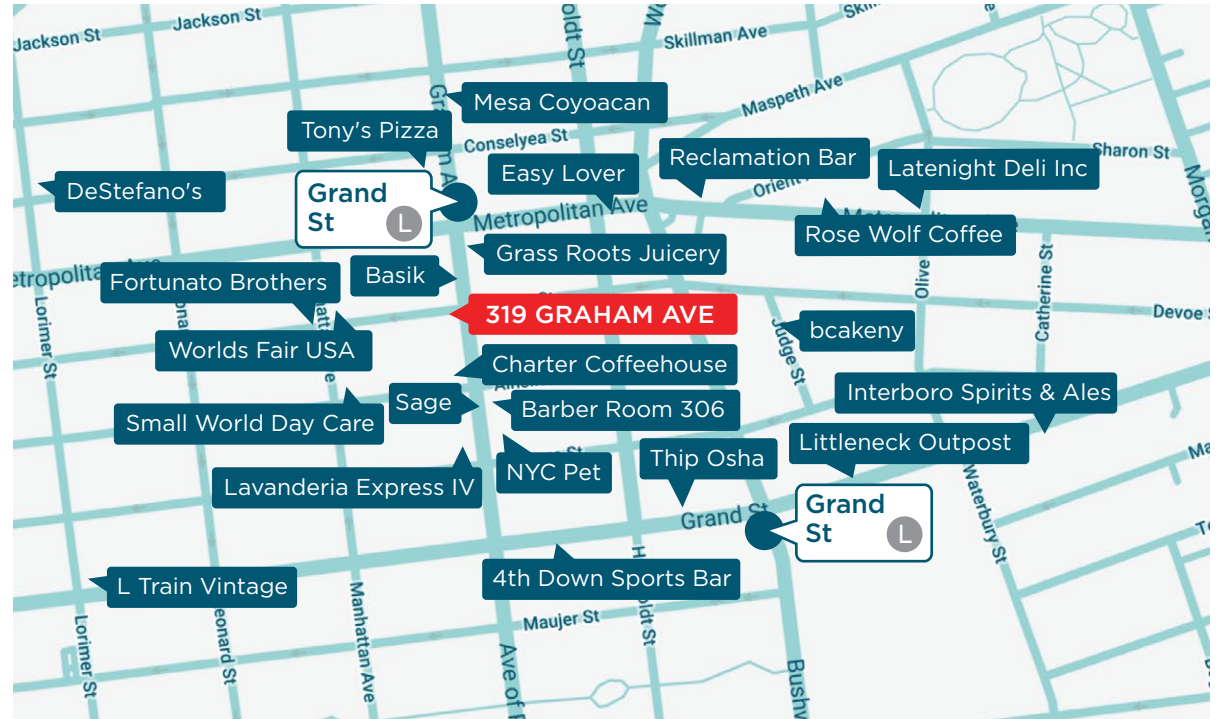 Jackson St
Jackson St
Skillman Ave
Mesa Coyoacan
Maspeth Ave
Tony's Pizza
Conselyea St
Sharon St
Reclamation Bar
Easy Lover
Latenight Deli Inc
DeStefano's
Grand
St
L
Metropolitan Ave
Rose Wolf Coffee
Grass Roots Juicery
Basik
Fortunato Brothers
Lorimer St
Olive
Catherine St
319 GRAHAM AVE
Devoe
bcakeny
Judge St
Worlds Fair USA
Charter Coffeehouse
Interboro Spirits & Ales
Sage
Barber Room 306
Small World Day Care
Littleneck Outpost
Thip Osha
NYC Pet
Lavanderia Express IV
Waterbury St
Grand St
Grand
St
L
4th Down Sports Bar
L Train Vintage
Maujer St
Manhattan Ave
Lorimer St
Ave of